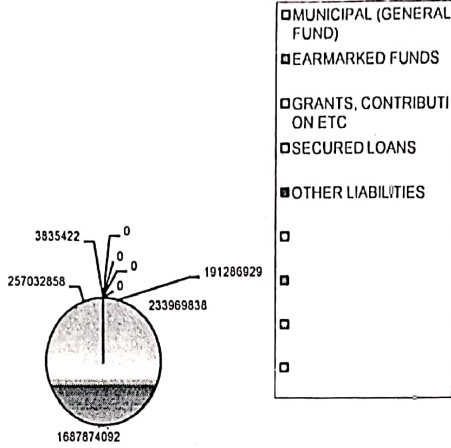 MUNICIPAL (GENERAL
FUND)
EARMARKED FUNDS
GRANTS, CONTRIBUTI
ON ETC
SECURED LOANS
OTHER LIABILITIES
3835422
0
0
0
0
191286929
257032858
233969838
1687874092